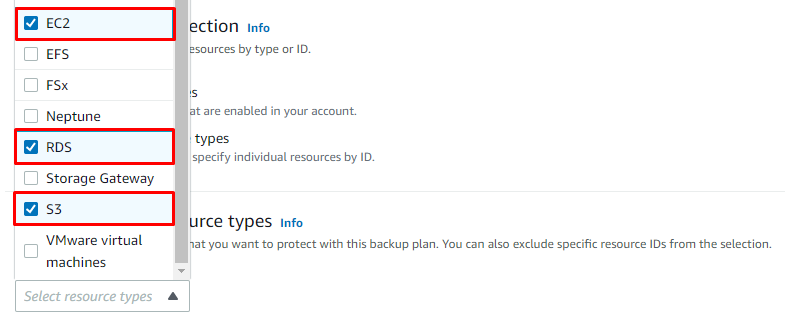 EC2
EFS
FSx
Neptune
RDS
Storage Gateway
S3
VMware virtual
machines
Select resource types
ection Info
esources by type or ID.
es
at are enabled in your account.
types
specify individual resources by ID.
urce types Info
hat you want to protect with this backup plan. You can also exclude specific resource IDs from the selection.